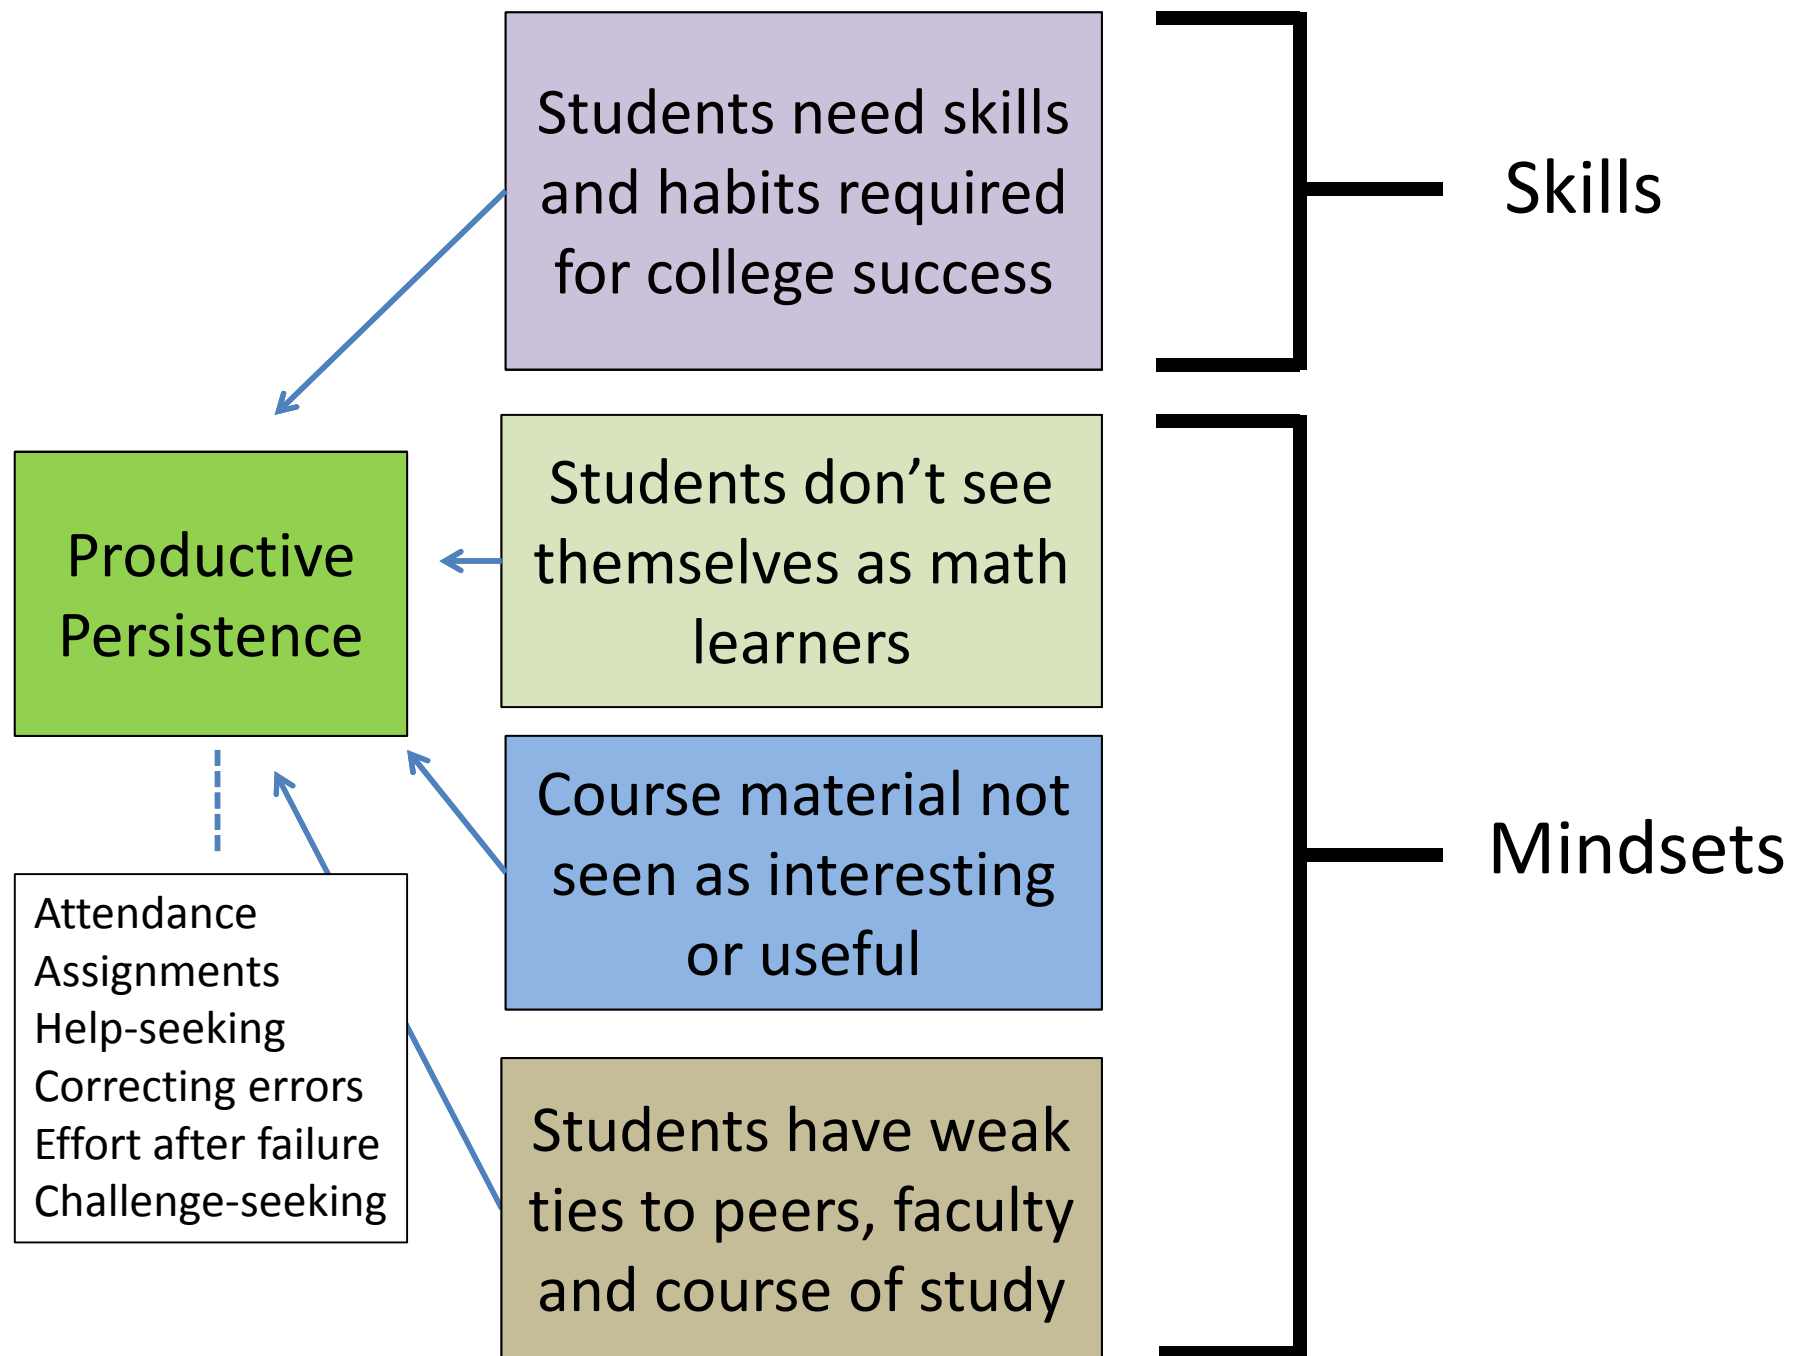 Students need skills
and habits required
for college success
Skills
Productive
Persistence
Students don’t see
themselves as math
learners
Course material not
seen as interesting
or useful
Mindsets
Attendance
Assignments
Help-seeking
Correcting errors
Effort after failure
Challenge-seeking
Students have weak
ties to peers, faculty
and course of study